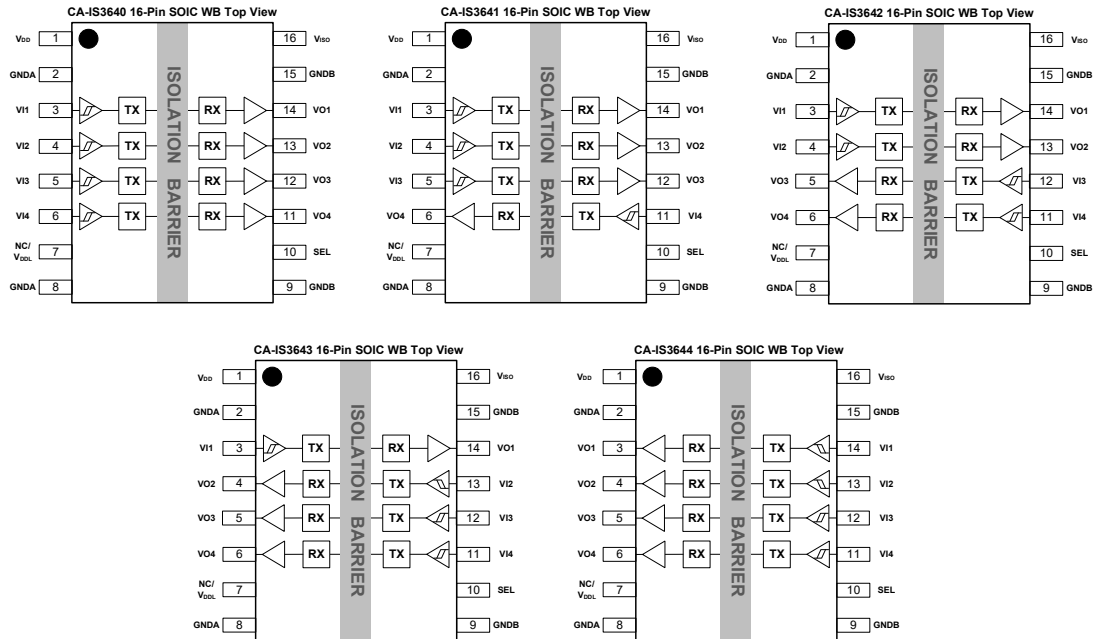 CA-IS3640 16-Pin SOIC WB Top View
VDD 1 16 VISO
GNDA 2 15 GNDB
VI1 3 TX RX 14 VO1
VI2 4 TX RX 13 VO2
VI3 5 TX RX 12 VO3
VI4 6 TX RX 11 VO4
NC/
VDDL 7 10 SEL
GNDA 8 9 GNDB
ISOLATION BARRIER
CA-IS3641 16-Pin SOIC WB Top View
VDD 1 16 VISO
GNDA 2 15 GNDB
VI1 3 TX RX 14 VO1
VI2 4 TX RX 13 VO2
VI3 5 TX RX 12 VO3
VO4 6 RX TX 11 VI4
NC/
VDDL 7 10 SEL
GNDA 8 9 GNDB
ISOLATION BARRIER
CA-IS3642 16-Pin SOIC WB Top View
VDD 1 16 VISO
GNDA 2 15 GNDB
VI1 3 TX RX 14 VO1
VI2 4 TX RX 13 VO2
VO3 5 RX TX 12 VI3
VO4 6 RX TX 11 VI4
NC/
VDDL 7 10 SEL
GNDA 8 9 GNDB
ISOLATION BARRIER
CA-IS3643 16-Pin SOIC WB Top View
VDD 1 16 VISO
GNDA 2 15 GNDB
VI1 3 TX RX 14 VO1
VO2 4 RX TX 13 VI2
VO3 5 RX TX 12 VI3
VO4 6 RX TX 11 VI4
NC/
VDDL 7 10 SEL
GNDA 8 9 GNDB
ISOLATION BARRIER
CA-IS3644 16-Pin SOIC WB Top View
VDD 1 16 VISO
GNDA 2 15 GNDB
VO1 3 RX TX 14 VI1
VO2 4 RX TX 13 VI2
VO3 5 RX TX 12 VI3
VO4 6 RX TX 11 VI4
NC/
VDDL 7 10 SEL
GNDA 8 9 GNDB
ISOLATION BARRIER